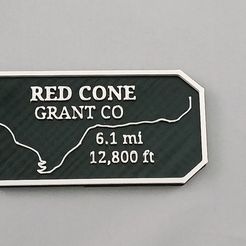 RED CONE
GRANT CO
6.1 mi
12,800 ft